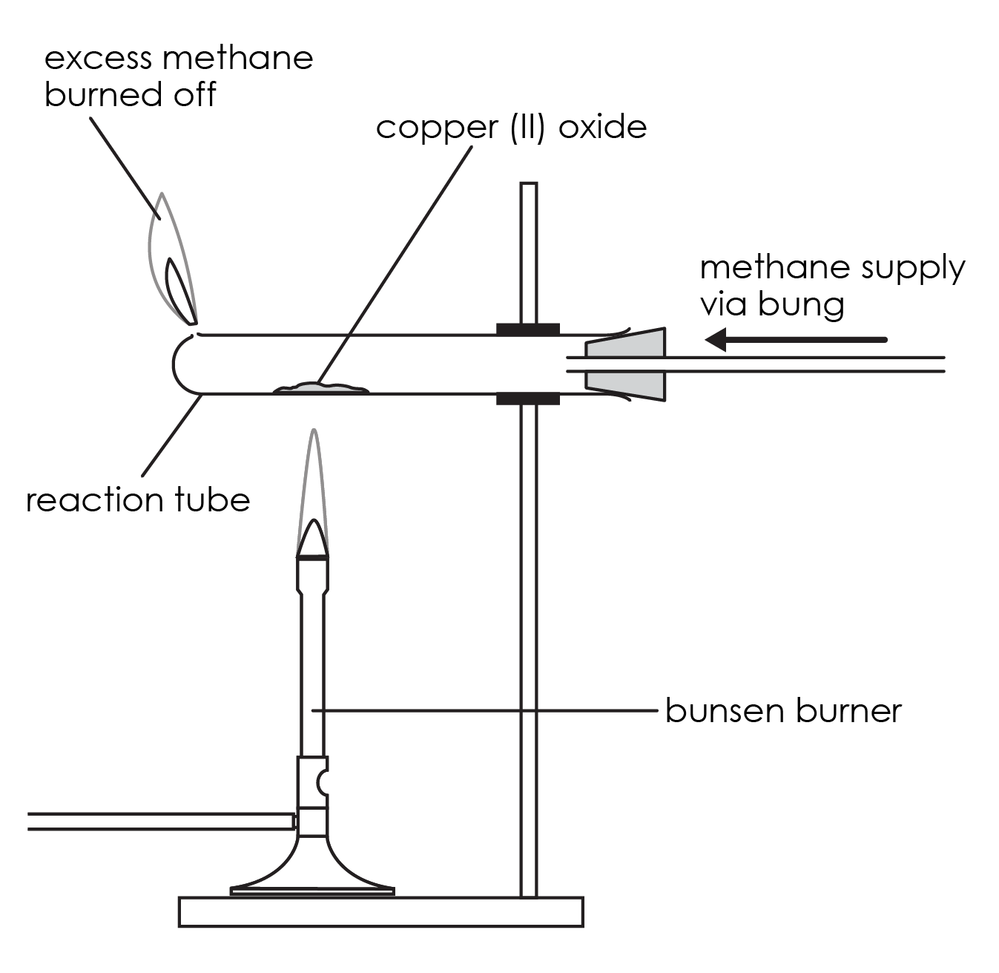 excess methane
burned off
copper (II) oxide
methane supply
via bung
reaction tube
bunsen burner